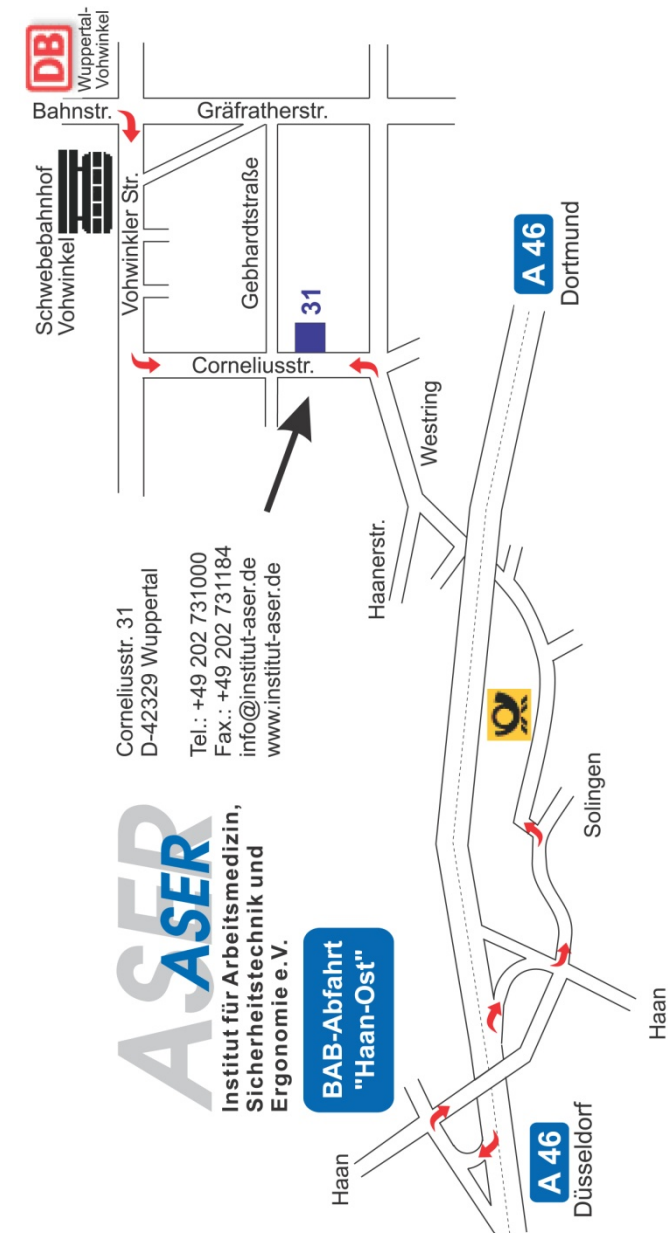 ASER
ASER
Institut für Arbeitsmedizin,
Sicherheitstechnik und
Ergonomie e.V.
Corneliusstr. 31
D-42329 Wuppertal
Tel.: +49 202 731000
Fax.: +49 202 731184
info@institut-aser.de
www.institut-aser.de
BAB-Abfahrt
"Haan-Ost"
Schwebebahnhof
Vohwinkel
DB
Wuppertal-
Vohwinkel
Bahnstr.
Vohwinkler Str.
Gräfratherstr.
Gebhardtstraße
Corneliusstr.
31
Haanerstr.
Westring
A 46
Dortmund
Solingen
Haan
Haan
A 46
Düsseldorf